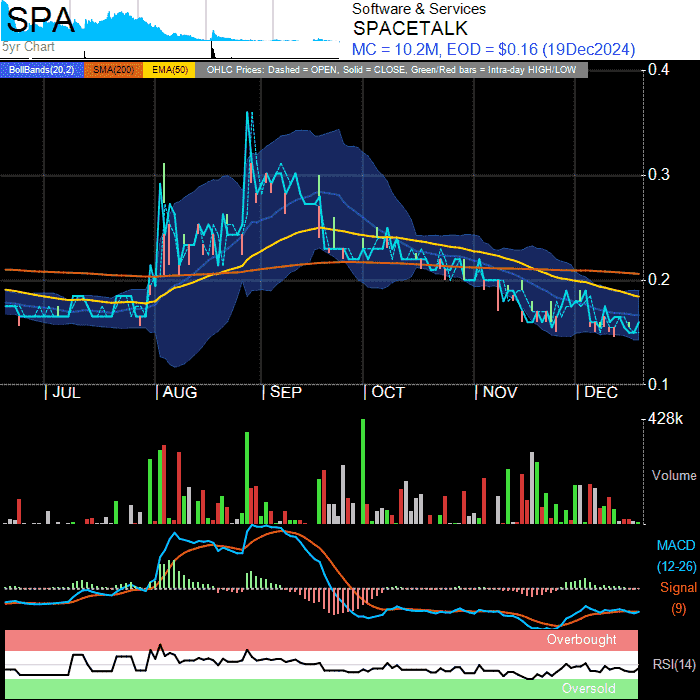 SPA
5yr Chart
Software & Services
SPACETALK
MC = 10.2M, EOD = $0.16 (19Dec2024)
BollBands(20,2) SMA(200) EMA(50) OHLC Prices: Dashed = OPEN, Solid = CLOSE, Green/Red bars = Intra-day HIGH/LOW
0.4
0.3
0.2
0.1
JUL AUG SEP OCT NOV DEC
428k
Volume
MACD
(12-26)
Signal
(9)
Overbought
RSI(14)
Oversold